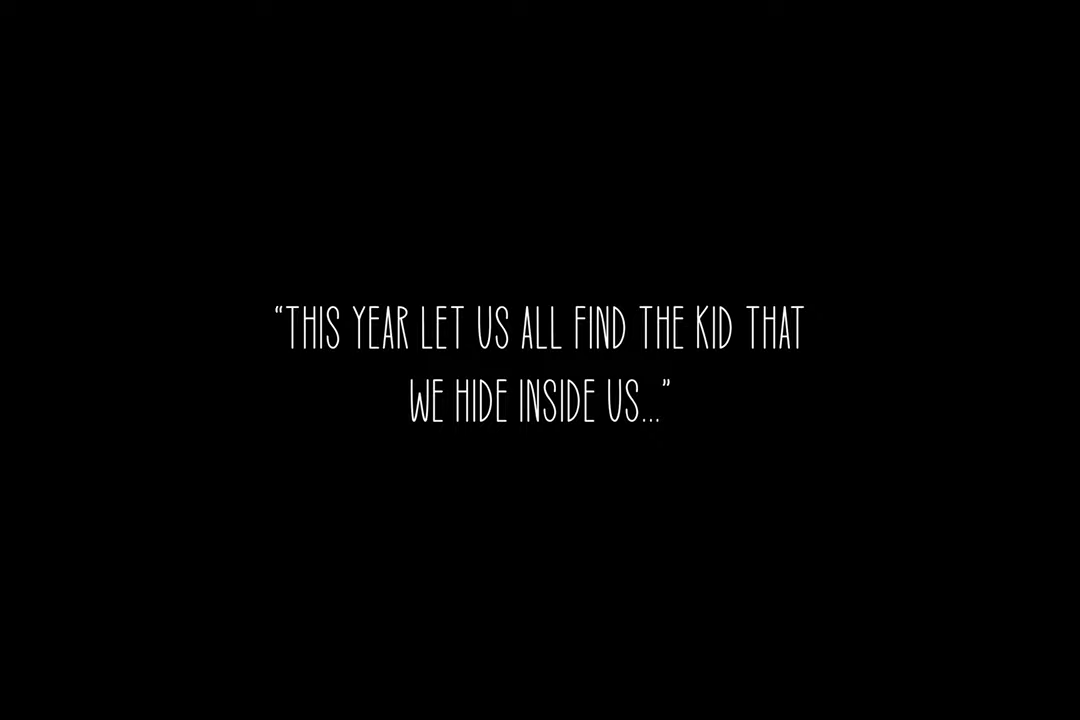 “THIS YEAR LET US ALL FIND THE KID THAT
WE HIDE INSIDE US...”